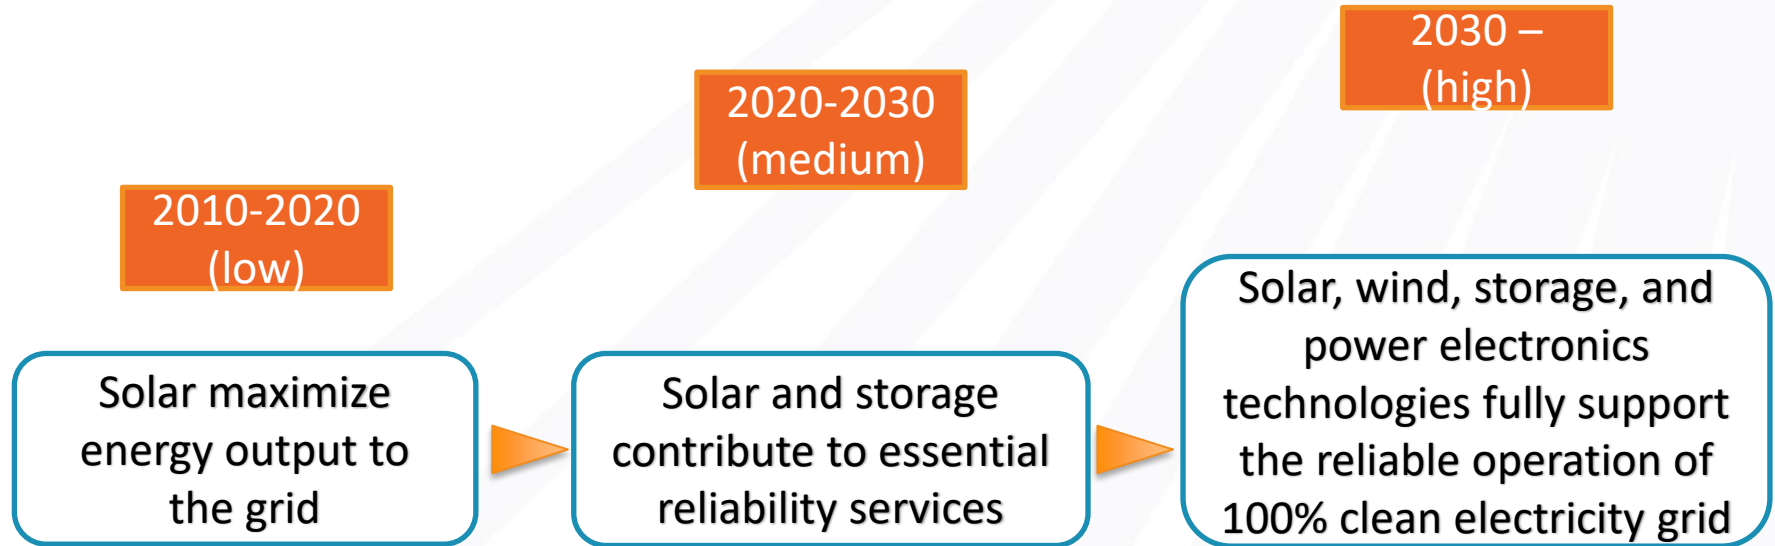 2010-2020
(low)
2020-2030
(medium)
2030 –
(high)
Solar maximize
energy output to
the grid
Solar and storage
contribute to essential
reliability services
Solar, wind, storage, and
power electronics
technologies fully support
the reliable operation of
100% clean electricity grid